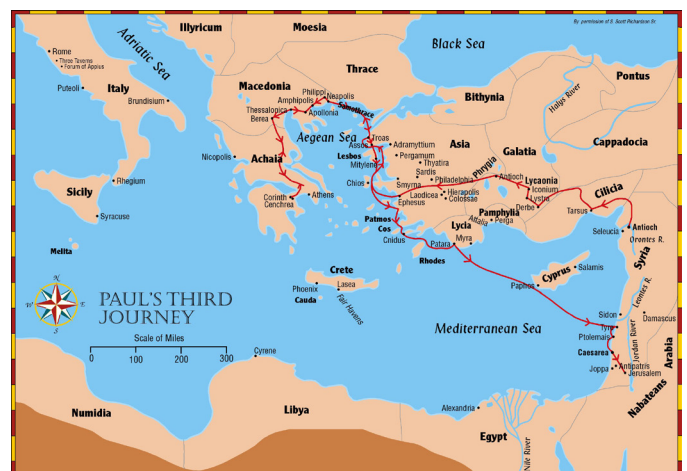 By permission of S. Scott Richardson Sr.
Illyricum
Moesia
Adriatic Sea
Black Sea
Rome
Three Taverns
Forum of Appius
Italy
Puteoli
Brundisium
Thrace
Pontus
Halys River
Macedonia
Philippi
Neapolis
Amphipolis
Thessalopica
Apollonia
Berea
Samothrace
Bithynia
Aegean Sea
Troas
Assos
Adramyttium
Asia
Galatia
Cappadocia
Lesbos
Mitylene
Pergamum
Thyatira
Sardis
Phrygia
Nicopolis
Achaia
Rhegium
Sicily
Syracuse
Chios
Smyrna
Philadelphia
Antioch
Lycaonia
Iconium
Cilicia
Athens
Corinth
Cenchrea
Laodicea
Hierapolis
Colossae
Ephesus
Lystra
Derbe
Tarsus
Patmos
Cos
Pamphylia
Attalia
Perga
Lycia
Myra
Seleucia
Antioch
Orontes R.
Melita
Cnidus
Patara
Rhodes
Syria
Crete
Lasea
Phoenix
Cauda
Fair Havens
Cyprus
Salamis
Paphos
Leontes R.
N
W
E
S
PAUL'S THIRD
JOURNEY
Scale of Miles
0 100 200 300
Mediterranean Sea
Sidon
Tyre
Damascus
Ptolemais
Jordan River
Caesarea
Arabia
Joppa
Antipatris
Jerusalem
Nabateans
Cyrene
Numidia
Libya
Alexandria
Egypt
Nile River